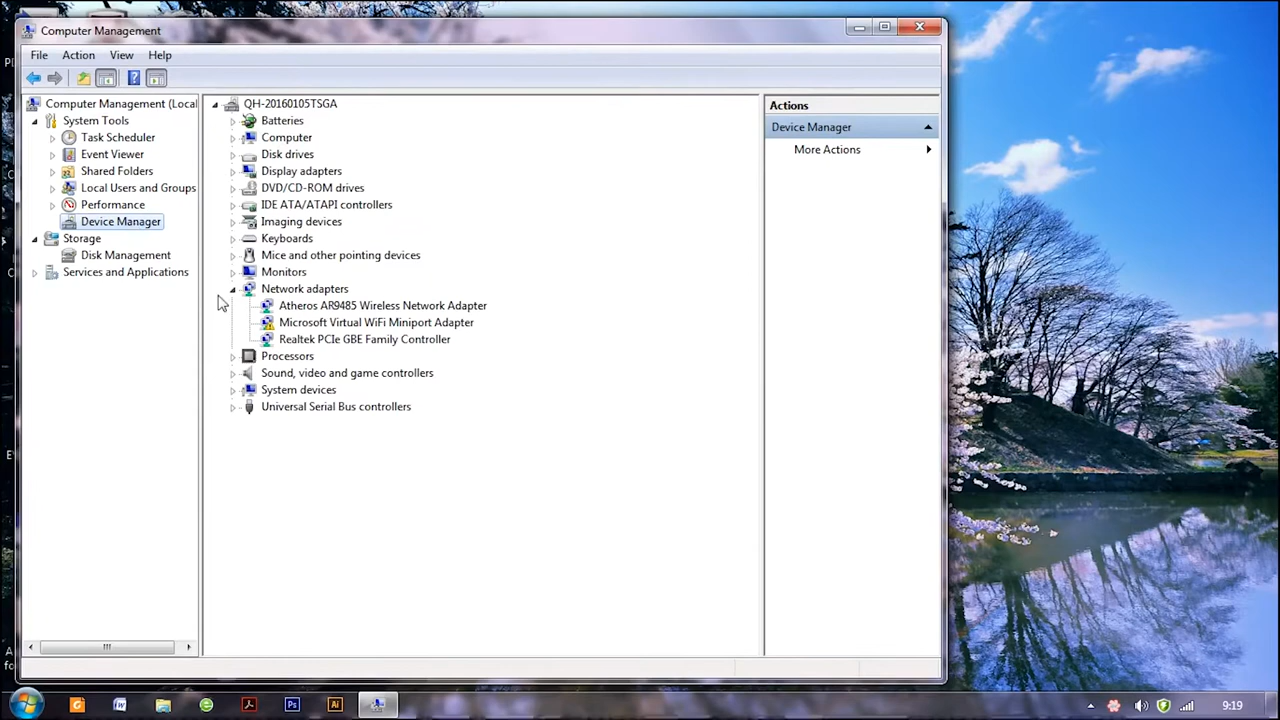 Computer Management
File Action View Help
Computer Management (Local
System Tools
Task Scheduler
Event Viewer
Shared Folders
Local Users and Groups
Performance
Device Manager
Storage
Disk Management
Services and Applications
QH-20160105TSGA
Batteries
Computer
Disk drives
Display adapters
DVD/CD-ROM drives
IDE ATA/ATAPI controllers
Imaging devices
Keyboards
Mice and other pointing devices
Monitors
Network adapters
Atheros AR9485 Wireless Network Adapter
Microsoft Virtual WiFi Miniport Adapter
Realtek PCIe GBE Family Controller
Processors
Sound, video and game controllers
System devices
Universal Serial Bus controllers
Actions
Device Manager
More Actions
W
Ps
Ai
9:19